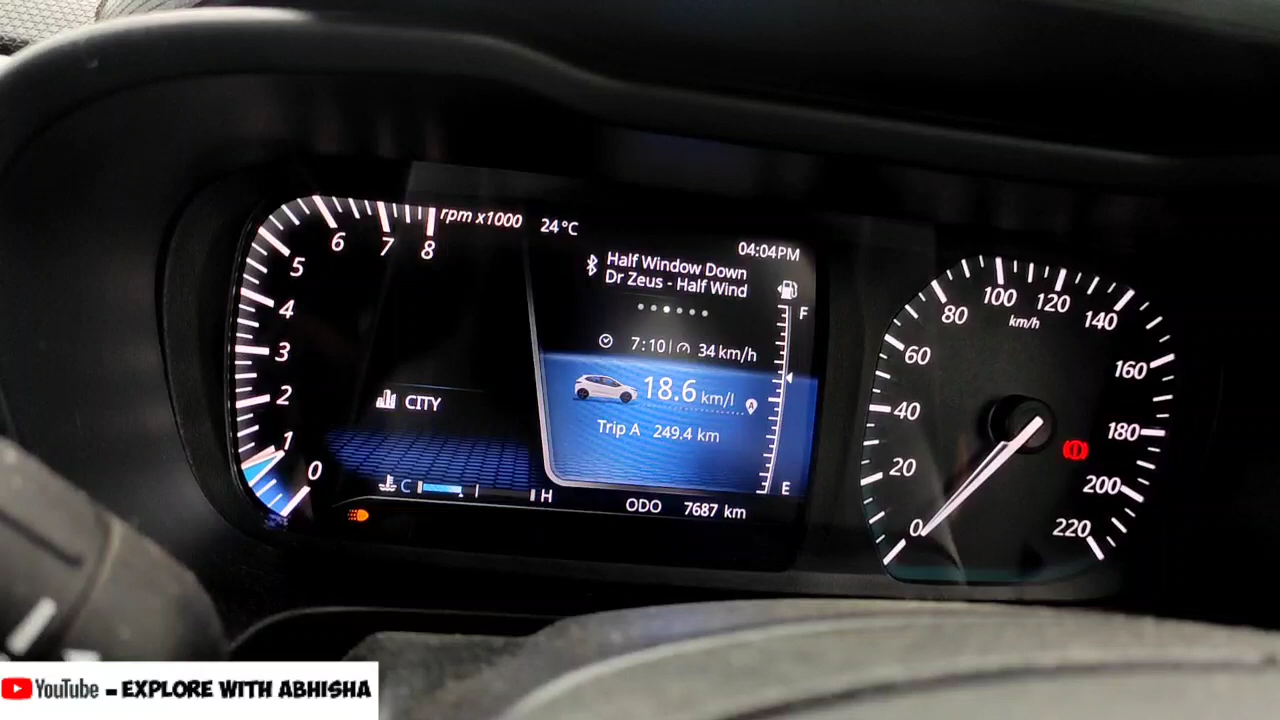 rpm x1000
24°C
04:04PM
Half Window Down
Dr Zeus - Half Wind
F
7:10 34 km/h
18.6 km/l
A
Trip A 249.4 km
E
CITY
C H
ODO 7687 km
0
1
2
3
4
5
6
7
8
km/h
0
20
40
60
80
100
120
140
160
180
200
220
YouTube - EXPLORE WITH ABHISHA